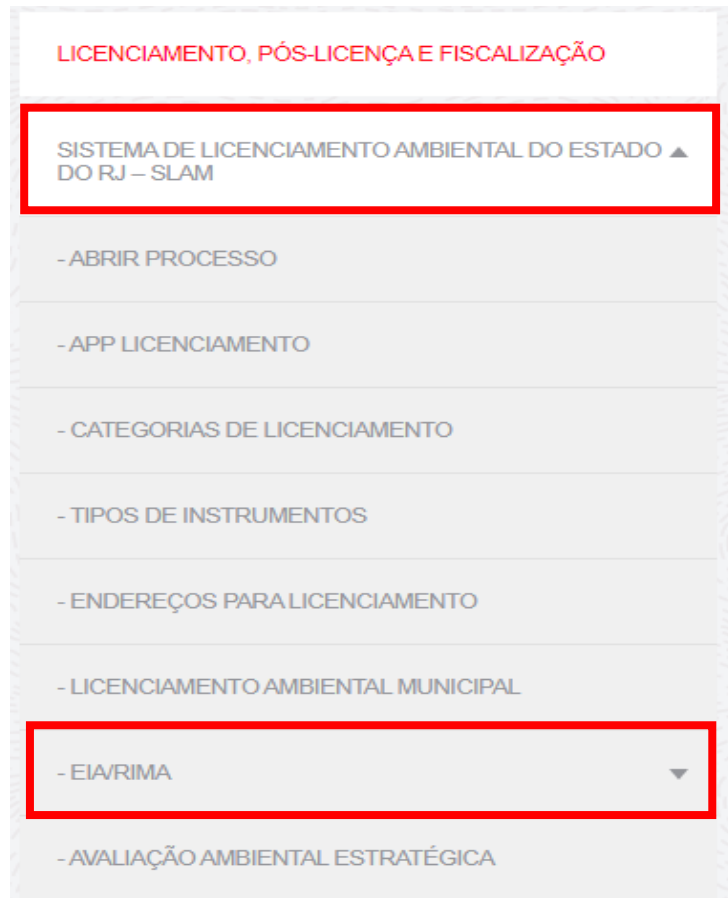 LICENCIAMENTO, PÓS-LICENÇA E FISCALIZAÇÃO
SISTEMA DE LICENCIAMENTO AMBIENTAL DO ESTADO
DO RJ – SLAM
- ABRIR PROCESSO
- APP LICENCIAMENTO
- CATEGORIAS DE LICENCIAMENTO
- TIPOS DE INSTRUMENTOS
- ENDEREÇOS PARA LICENCIAMENTO
- LICENCIAMENTO AMBIENTAL MUNICIPAL
- EIA/RIMA
- AVALIAÇÃO AMBIENTAL ESTRATÉGICA